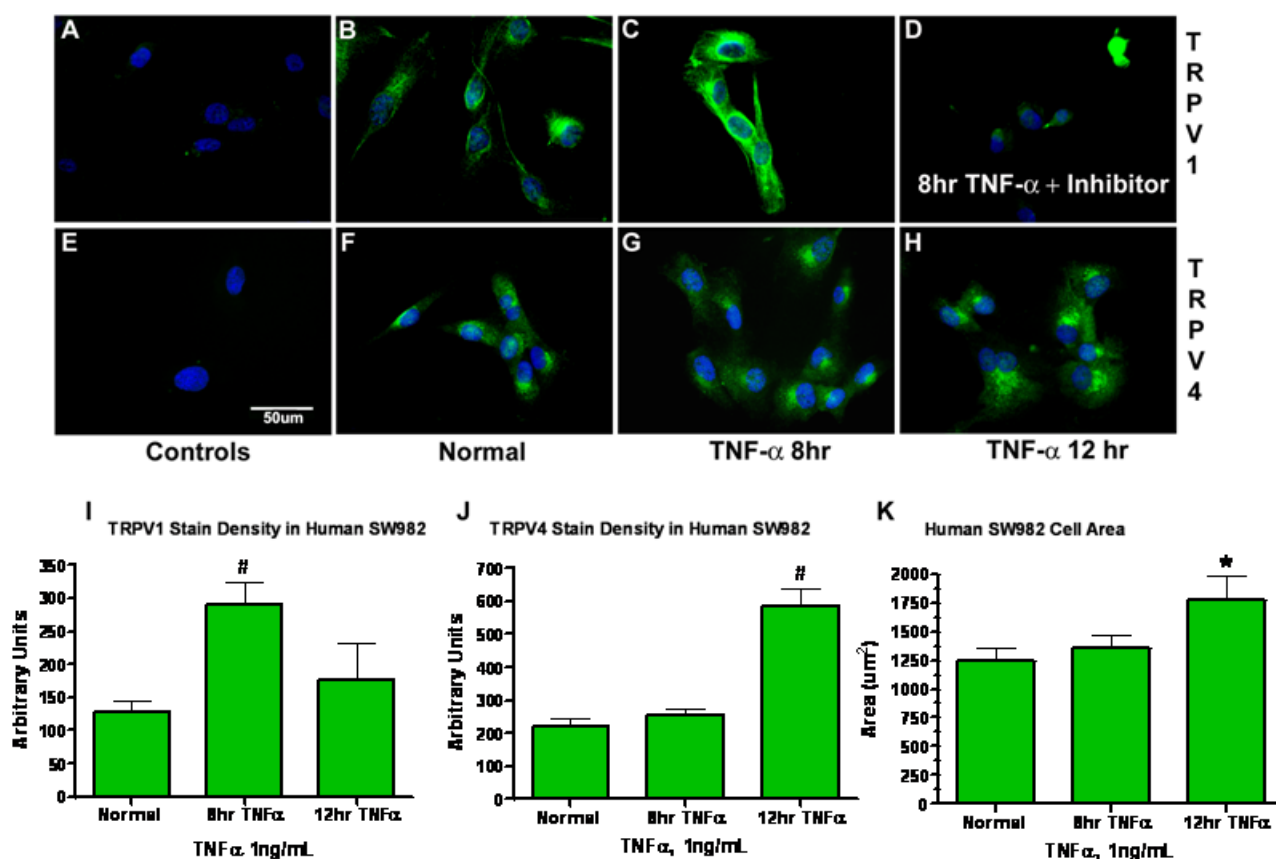 A
B
C
D
8hr TNF-α + Inhibitor
T
R
P
V
1
E
50um
F
G
H
T
R
P
V
4
Controls
Normal
TNF-α 8hr
TNF-α 12 hr
I
TRPV1 Stain Density in Human SW982
Arbitrary Units
350
300
250
200
150
100
50
0
#
Normal
8hr TNFα
12hr TNFα
TNFα 1ng/mL
J
TRPV4 Stain Density in Human SW982
Arbitrary Units
700
600
500
400
300
200
100
0
#
Normal
8hr TNFα
12hr TNFα
TNFα, 1ng/mL
K
Human SW982 Cell Area
Area (um²)
2000
1750
1500
1250
1000
750
500
250
0
*
Normal
8hr TNFα
12hr TNFα
TNFα, 1ng/mL